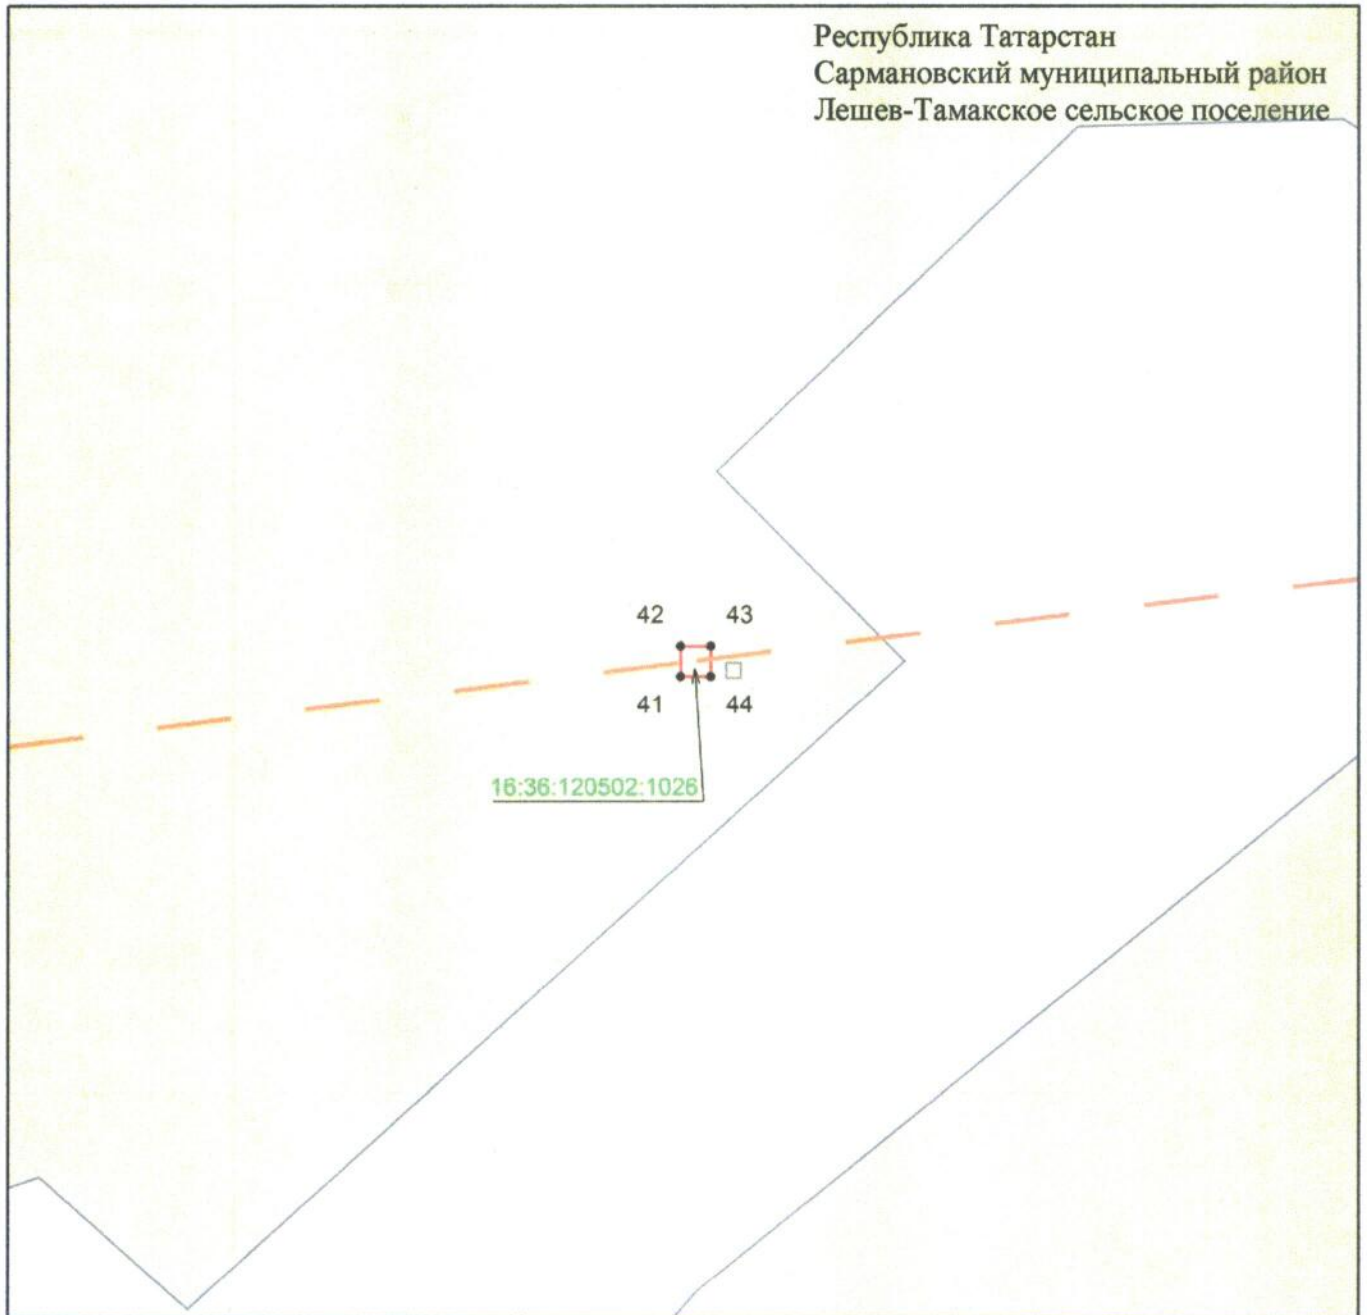 Республика Татарстан
Сармановский муниципальный район
Лешев-Тамакское сельское поселение
42 43
41 44
16:36:120502:1026